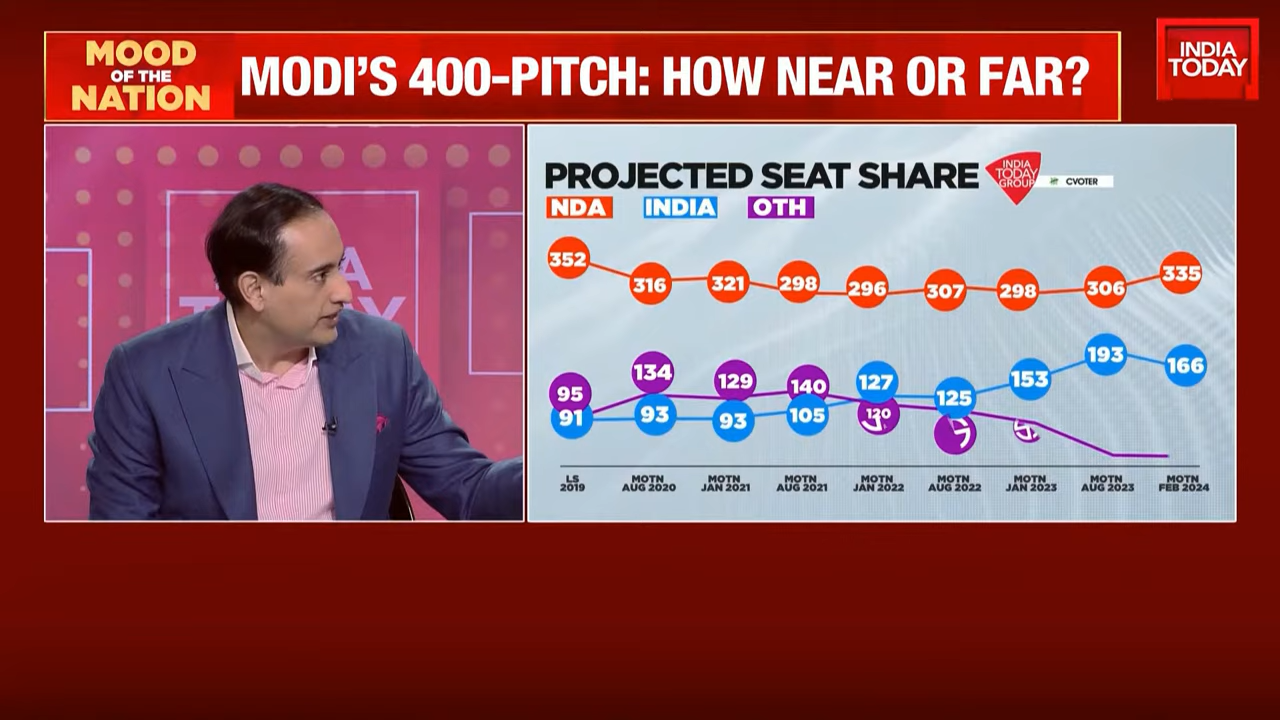 MOOD
OF THE
NATION
MODI'S 400-PITCH: HOW NEAR OR FAR?
INDIA
TODAY
PROJECTED SEAT SHARE
INDIA
TODAY
GROUP
CVOTER
NDA INDIA OTH
352 316 321 298 296 307 298 306 335
95 134 129 140 127 125 153 193 166
91 93 93 105 120
LS
2019
MOTN
AUG 2020
MOTN
JAN 2021
MOTN
AUG 2021
MOTN
JAN 2022
MOTN
AUG 2022
MOTN
JAN 2023
MOTN
AUG 2023
MOTN
FEB 2024